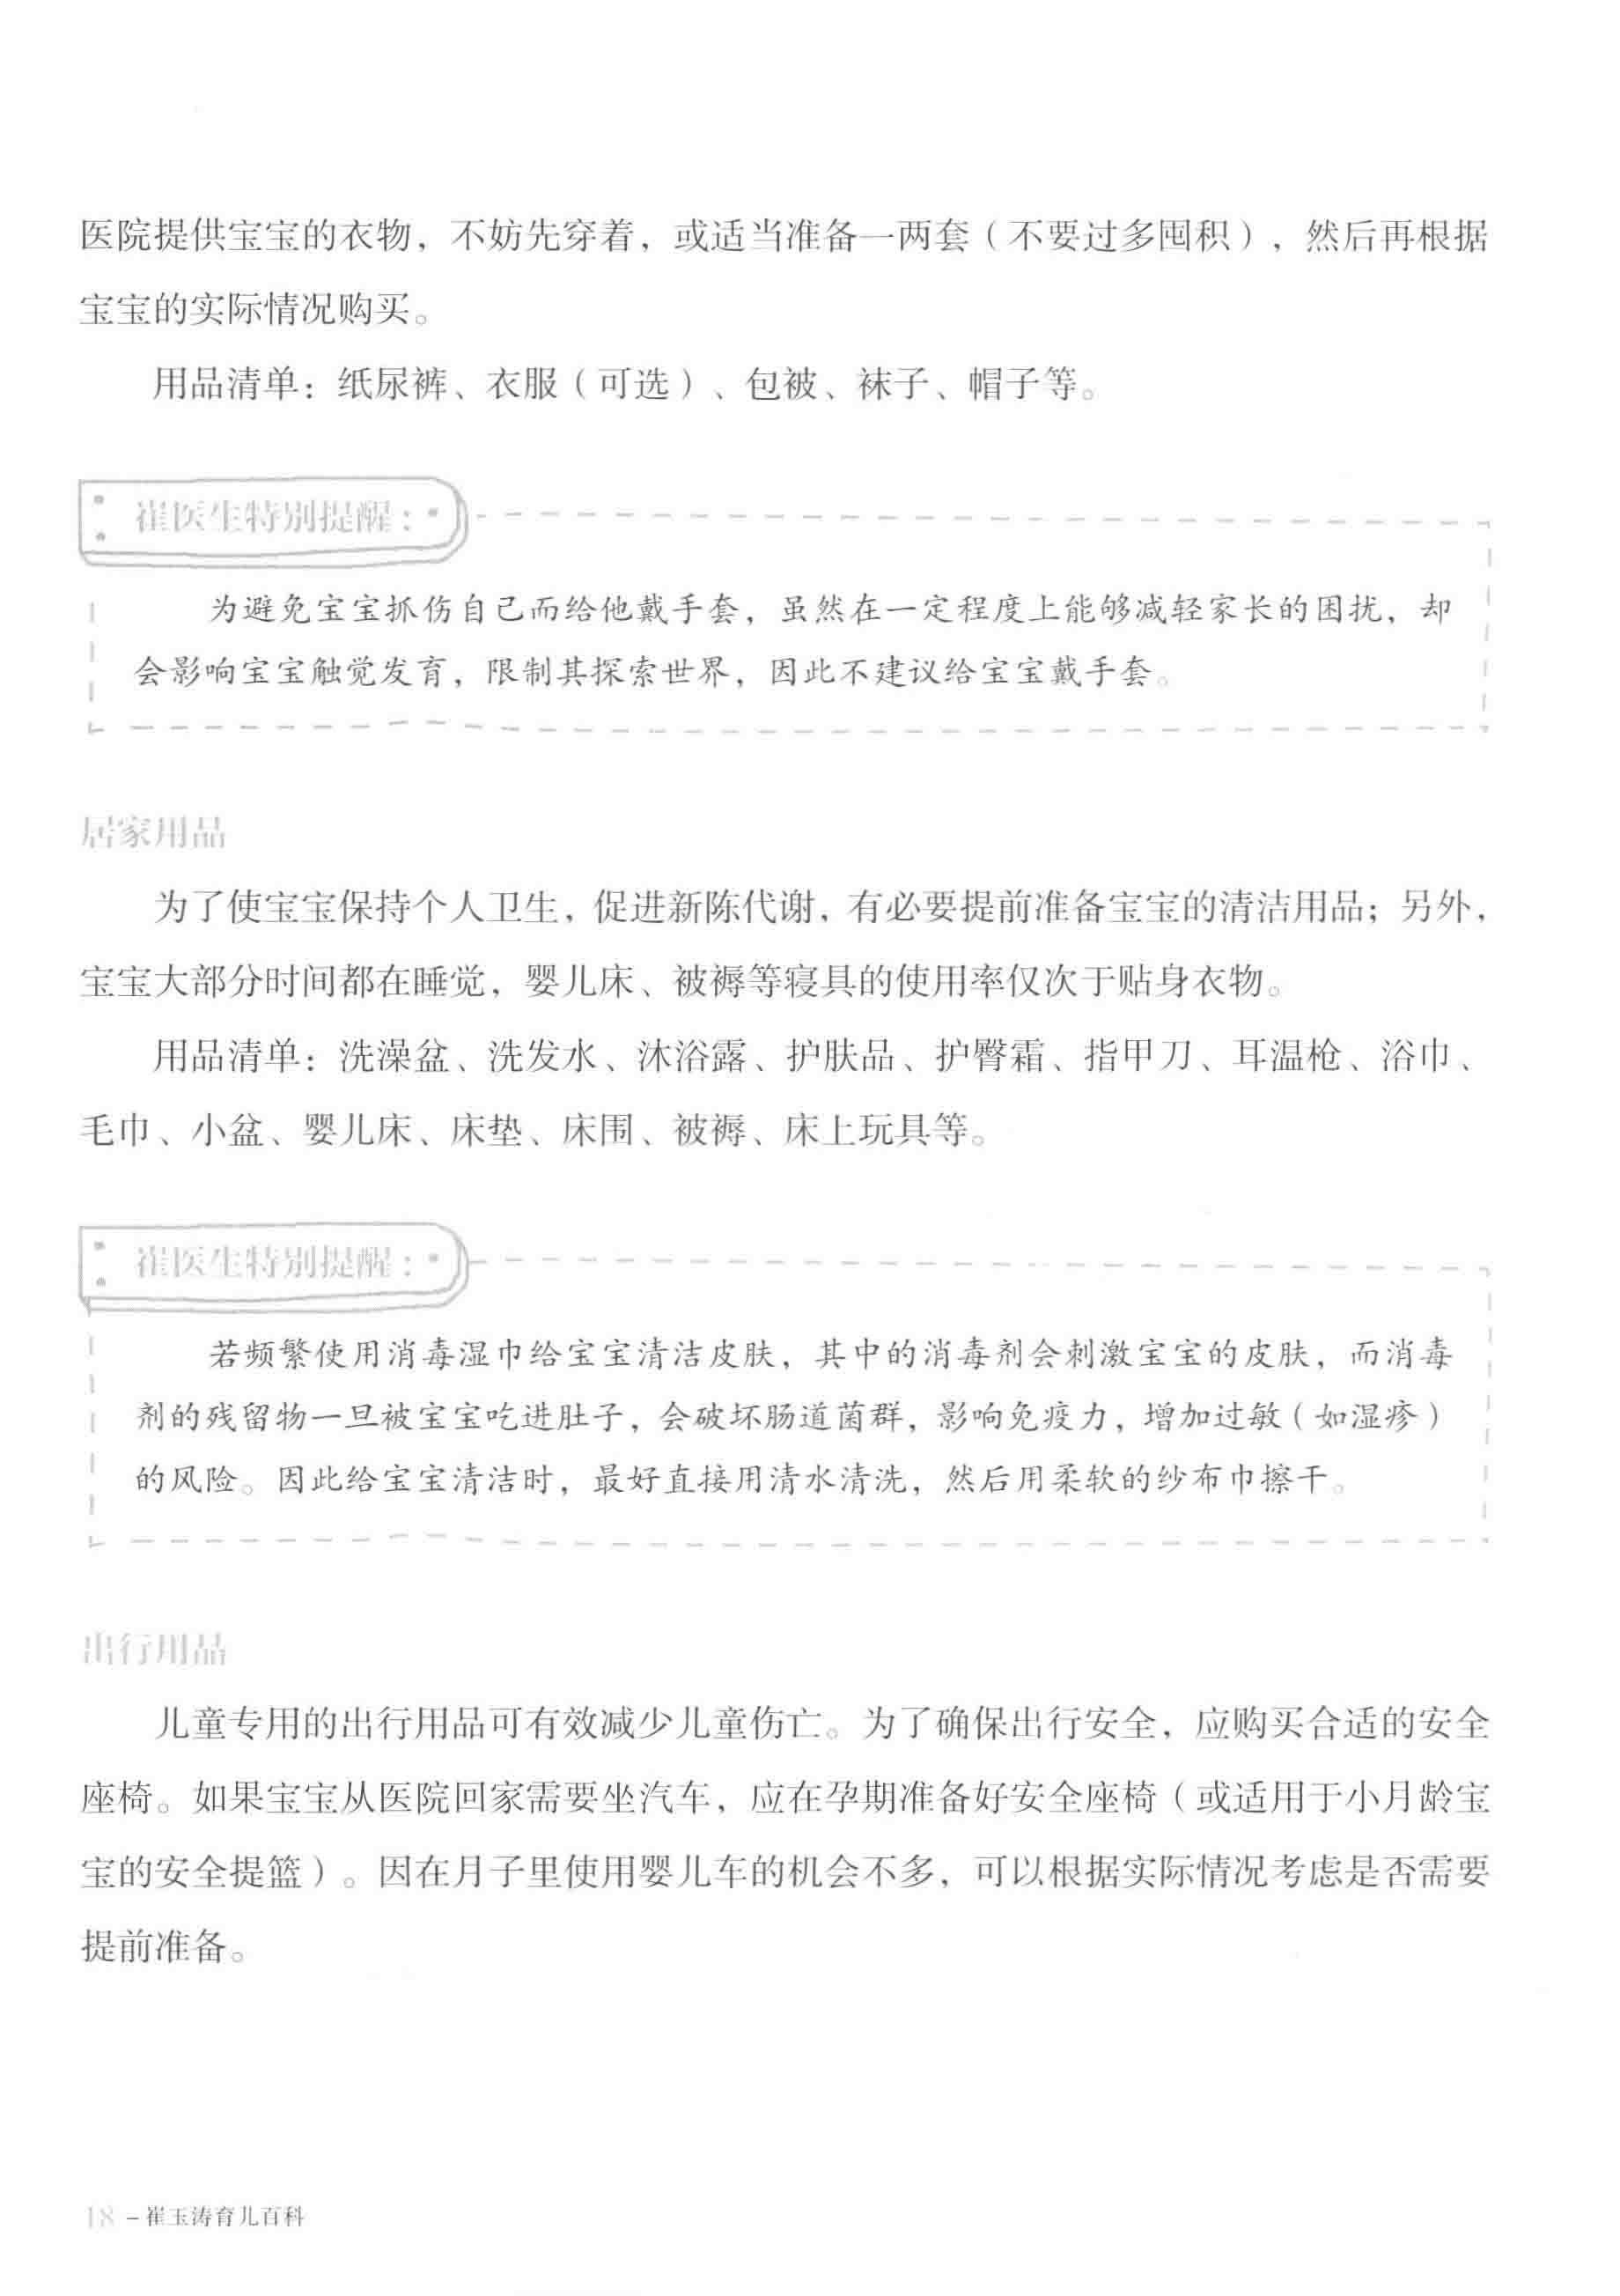 医院提供宝宝的衣物，不妨先穿着，或适当准备一两套（不要过多囤积），然后再根据
宝宝的实际情况购买。
用品清单：纸尿裤、衣服（可选）、包被、袜子、帽子等。
崔医生特别提醒：
为避免宝宝抓伤自己而给他戴手套，虽然在一定程度上能够减轻家长的困扰，却
会影响宝宝触觉发育，限制其探索世界，因此不建议给宝宝戴手套。
居家用品
为了使宝宝保持个人卫生，促进新陈代谢，有必要提前准备宝宝的清洁用品；另外，
宝宝大部分时间都在睡觉，婴儿床、被褥等寝具的使用率仅次于贴身衣物。
用品清单：洗澡盆、洗发水、沐浴露、护肤品、护臀霜、指甲刀、耳温枪、浴巾、
毛巾、小盆、婴儿床、床垫、床围、被褥、床上玩具等。
崔医生特别提醒：
若频繁使用消毒湿巾给宝宝清洁皮肤，其中的消毒剂会刺激宝宝的皮肤，而消毒
剂的残留物一旦被宝宝吃进肚子，会破坏肠道菌群，影响免疫力，增加过敏（如湿疹）
的风险。因此给宝宝清洁时，最好直接用清水清洗，然后用柔软的纱布巾擦干。
出行用品
儿童专用的出行用品可有效减少儿童伤亡。为了确保出行安全，应购买合适的安全
座椅。如果宝宝从医院回家需要坐汽车，应在孕期准备好安全座椅（或适用于小月龄宝
宝的安全提篮）。因在月子里使用婴儿车的机会不多，可以根据实际情况考虑是否需要
提前准备。
18 – 崔玉涛育儿百科